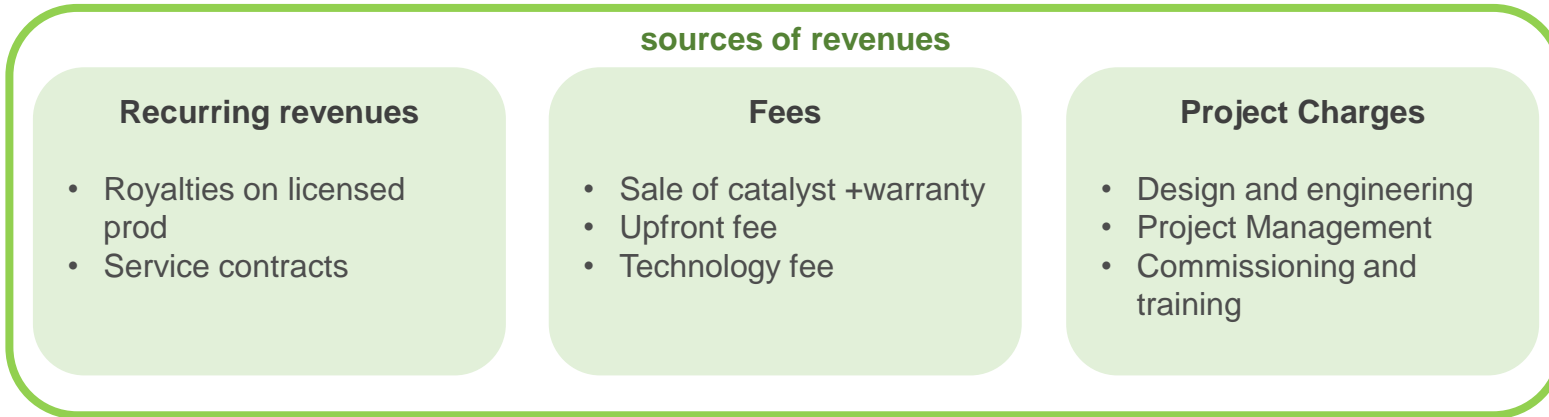 sources of revenues
Recurring revenues
• Royalties on licensed
prod
• Service contracts
Fees
• Sale of catalyst +warranty
• Upfront fee
• Technology fee
Project Charges
• Design and engineering
• Project Management
• Commissioning and
training